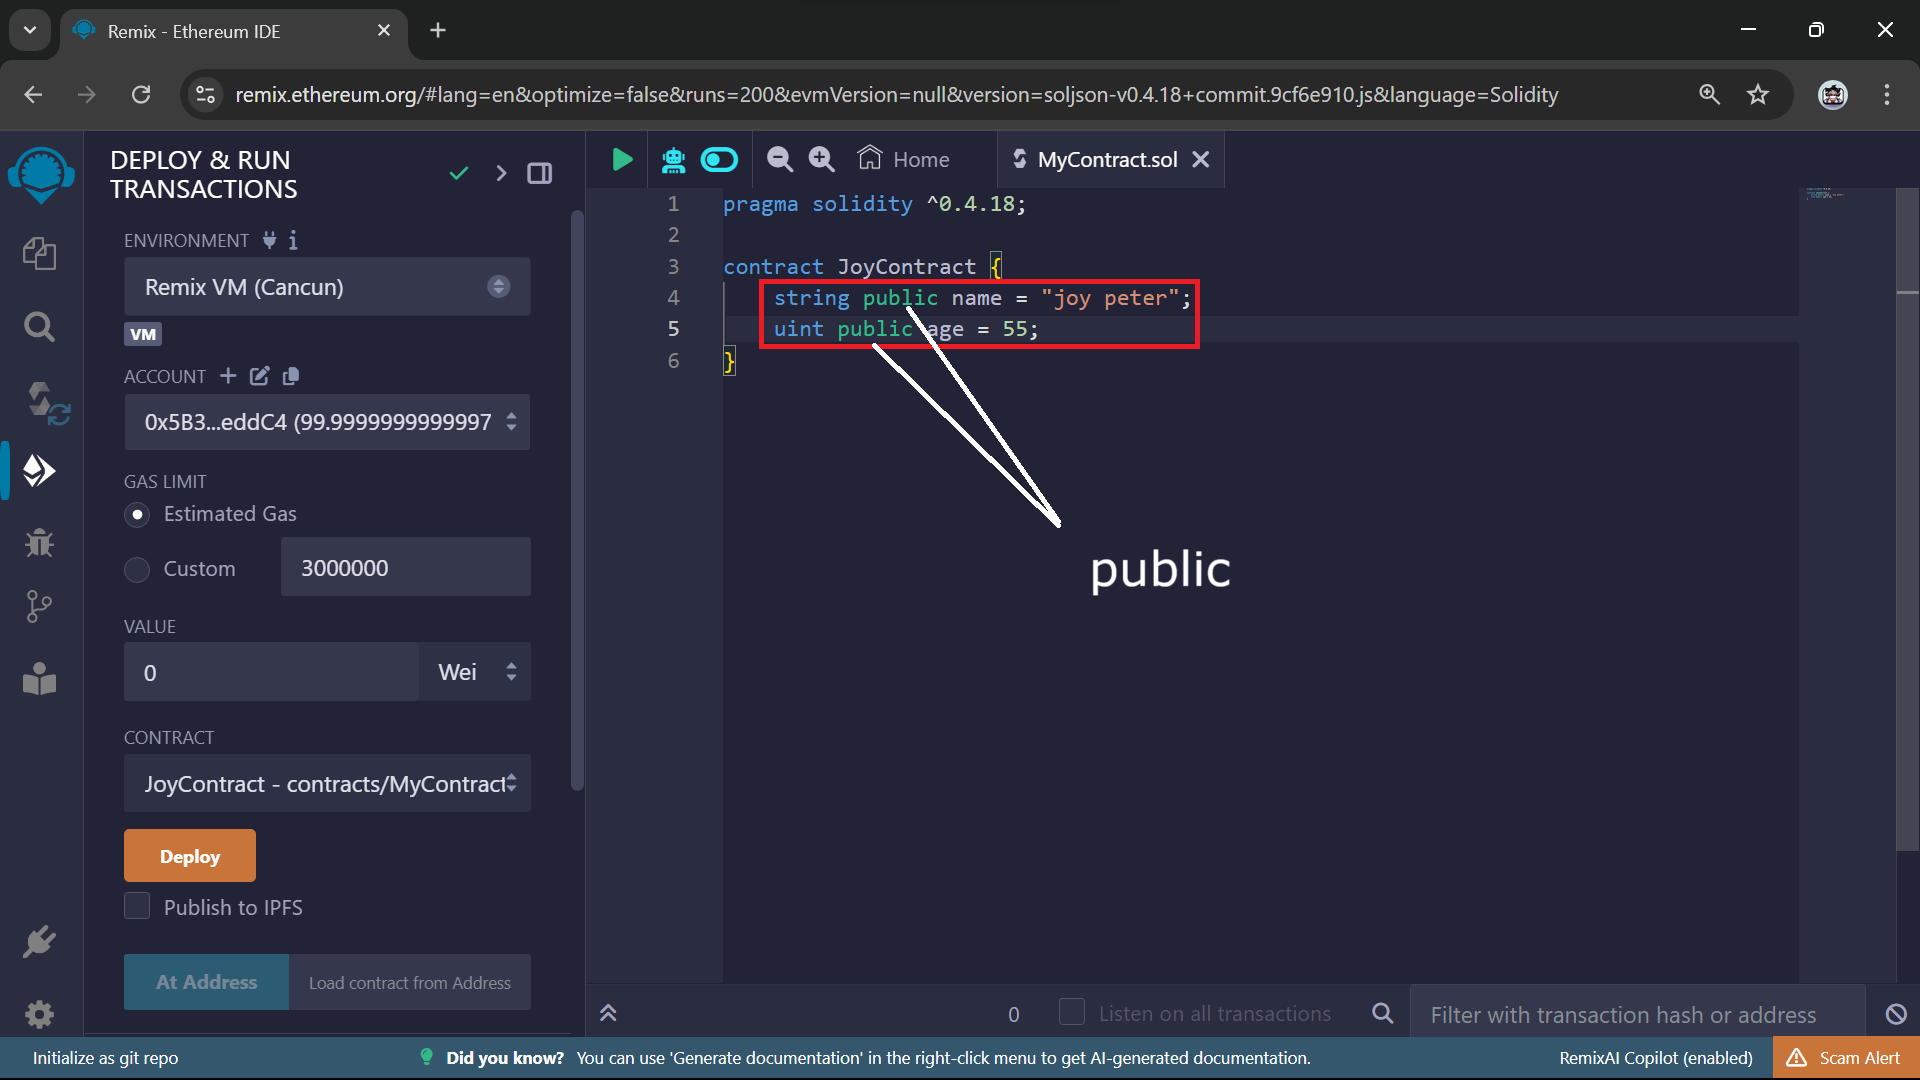 Remix - Ethereum IDE
remix.ethereum.org/#lang=en&optimize=false&runs=200&evmVersion=null&version=soljson-v0.4.18+commit.9cf6e910.js&language=Solidity
DEPLOY & RUN
TRANSACTIONS
ENVIRONMENT
Remix VM (Cancun)
VM
ACCOUNT
0x5B3...eddC4 (99.9999999999997
GAS LIMIT
Estimated Gas
Custom 3000000
VALUE
0 Wei
CONTRACT
JoyContract - contracts/MyContract
Deploy
Publish to IPFS
At Address Load contract from Address
Home MyContract.sol
1 pragma solidity ^0.4.18;
2
3 contract JoyContract {
4 string public name = "joy peter";
5 uint public age = 55;
6 }
public
0 Listen on all transactions Filter with transaction hash or address
Initialize as git repo Did you know? You can use 'Generate documentation' in the right-click menu to get AI-generated documentation. RemixAI Copilot (enabled) Scam Alert